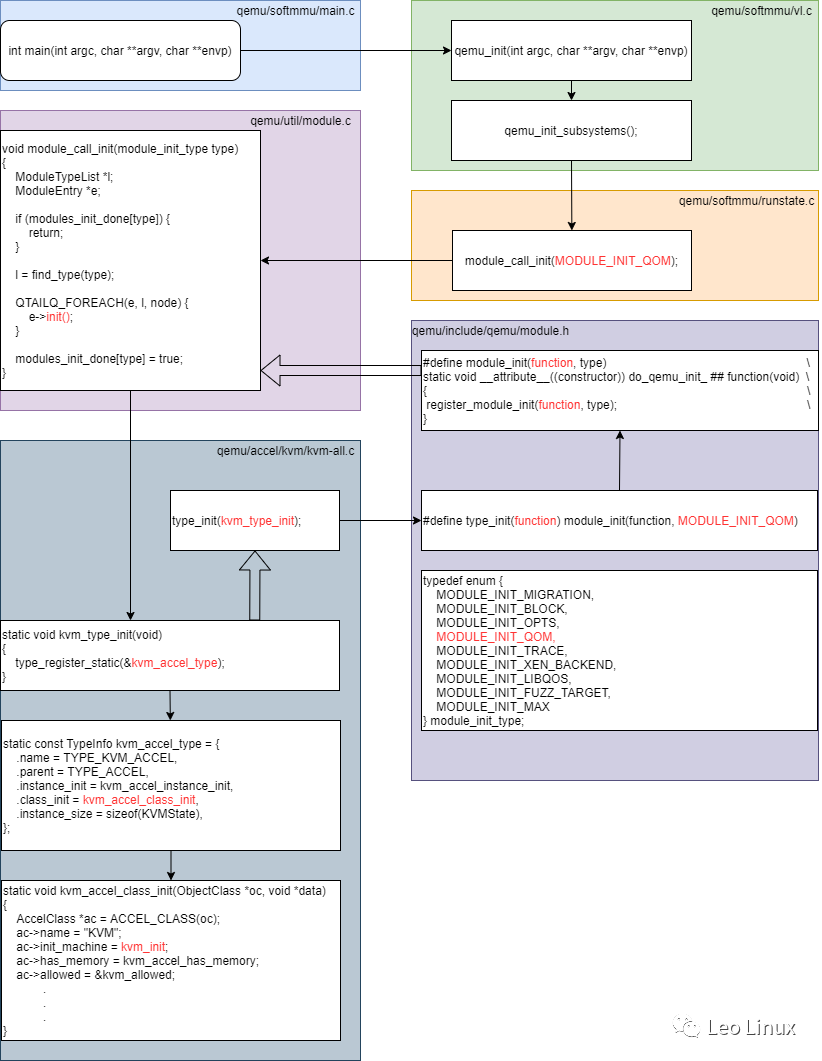 qemu/softmmu/main.c
int main(int argc, char **argv, char **envp)
qemu/softmmu/vl.c
qemu_init(int argc, char **argv, char **envp)
qemu_init_subsystems();
qemu/util/module.c
void module_call_init(module_init_type type)
{
ModuleTypeList *l;
ModuleEntry *e;
if (modules_init_done[type]) {
return;
}
l = find_type(type);
QTAILQ_FOREACH(e, l, node) {
e->init();
}
modules_init_done[type] = true;
}
qemu/softmmu/runstate.c
module_call_init(MODULE_INIT_QOM);
qemu/include/qemu/module.h
#define module_init(function, type) \
static void __attribute__((constructor)) do_qemu_init_ ## function(void) \
{ \
register_module_init(function, type); \
}
#define type_init(function) module_init(function, MODULE_INIT_QOM)
typedef enum {
MODULE_INIT_MIGRATION,
MODULE_INIT_BLOCK,
MODULE_INIT_OPTS,
MODULE_INIT_QOM,
MODULE_INIT_TRACE,
MODULE_INIT_XEN_BACKEND,
MODULE_INIT_LIBQOS,
MODULE_INIT_FUZZ_TARGET,
MODULE_INIT_MAX
} module_init_type;
qemu/accel/kvm/kvm-all.c
type_init(kvm_type_init);
static void kvm_type_init(void)
{
type_register_static(&kvm_accel_type);
}
static const TypeInfo kvm_accel_type = {
.name = TYPE_KVM_ACCEL,
.parent = TYPE_ACCEL,
.instance_init = kvm_accel_instance_init,
.class_init = kvm_accel_class_init,
.instance_size = sizeof(KVMState),
};
static void kvm_accel_class_init(ObjectClass *oc, void *data)
{
AccelClass *ac = ACCEL_CLASS(oc);
ac->name = "KVM";
ac->init_machine = kvm_init;
ac->has_memory = kvm_accel_has_memory;
ac->allowed = &kvm_allowed;
.
.
.
}
Leo Linux